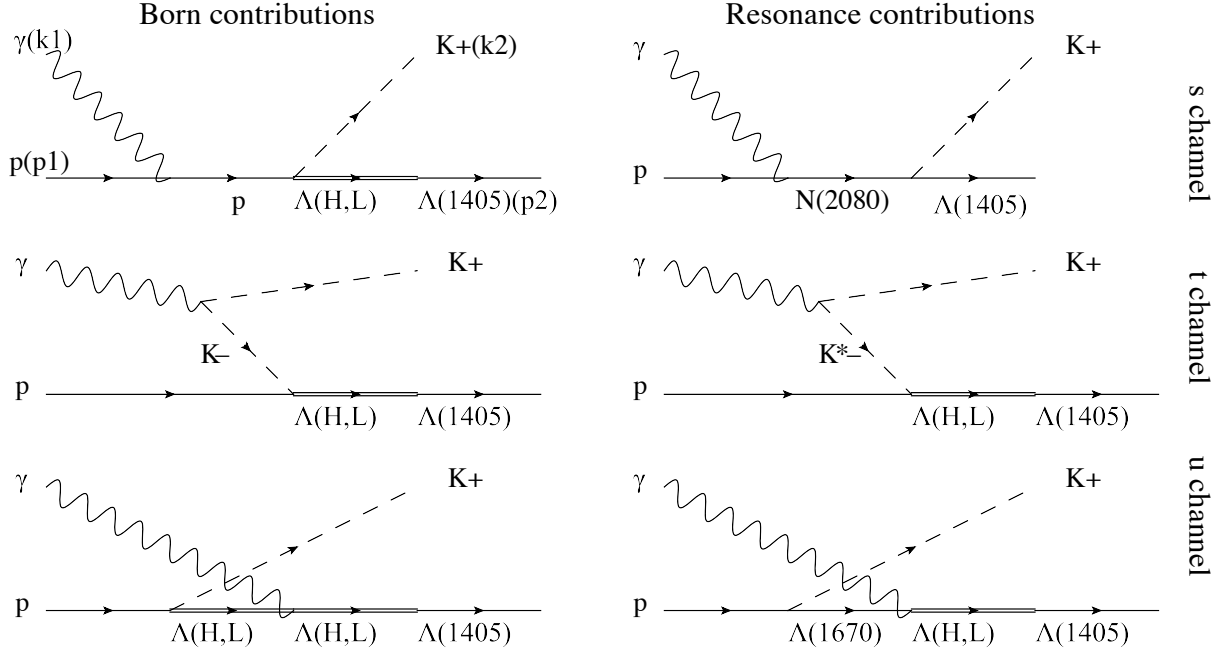 Born contributions
Resonance contributions
γ(k1)
K+(k2)
p(p1)
p
Λ(H,L)
Λ(1405)(p2)
γ
K+
p
N(2080)
Λ(1405)
s channel
γ
K+
K–
p
Λ(H,L)
Λ(1405)
γ
K+
K*–
p
Λ(H,L)
Λ(1405)
t channel
γ
K+
p
Λ(H,L)
Λ(H,L)
Λ(1405)
γ
K+
p
Λ(1670)
Λ(H,L)
Λ(1405)
u channel